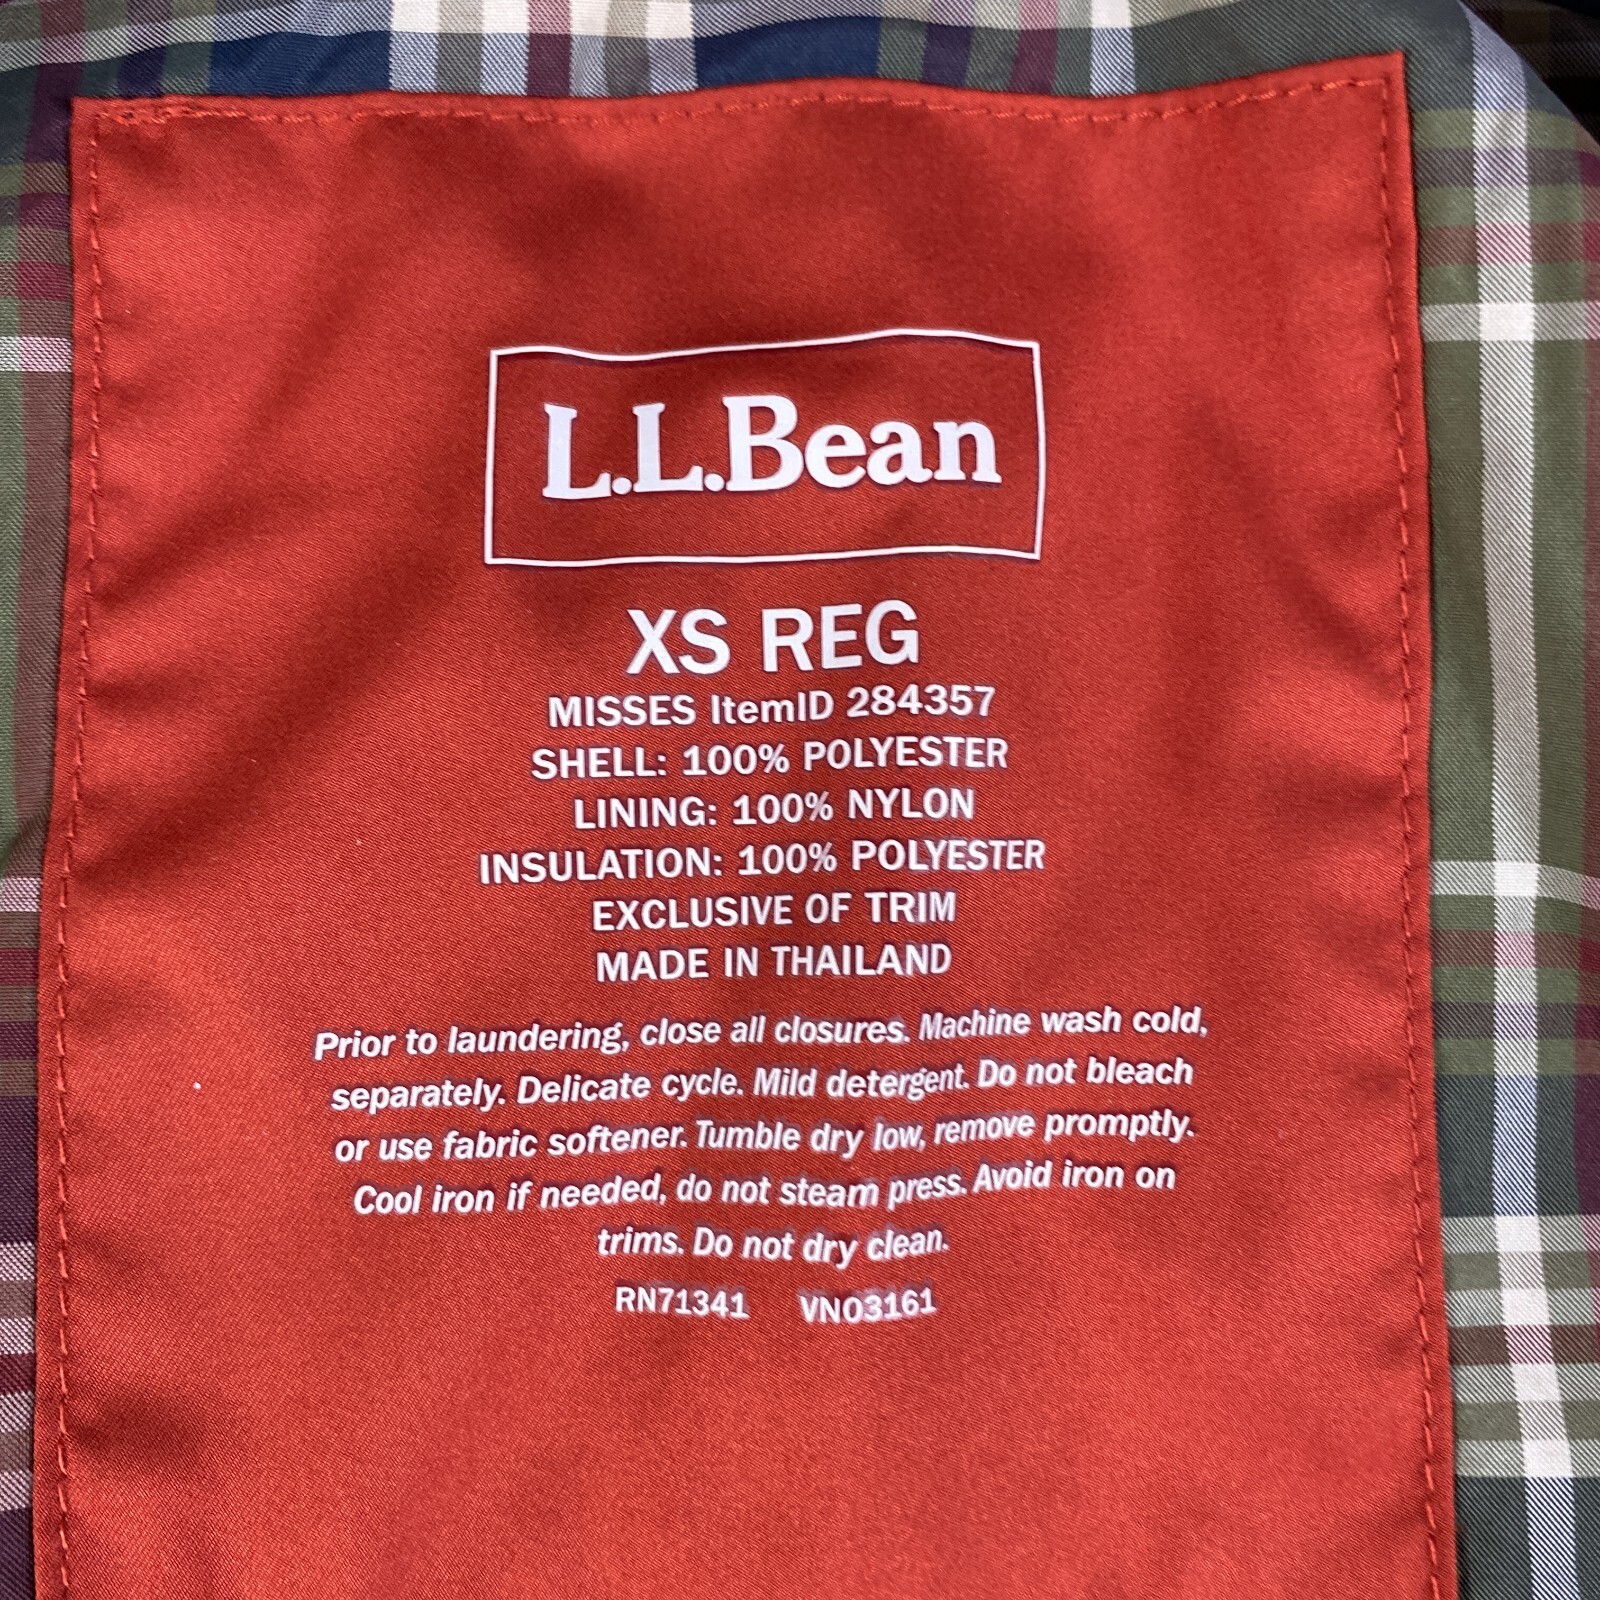 L.L.Bean
XS REG
MISSES ItemID 284357
SHELL: 100% POLYESTER
LINING: 100% NYLON
INSULATION: 100% POLYESTER
EXCLUSIVE OF TRIM
MADE IN THAILAND
Prior to laundering, close all closures. Machine wash cold,
separately. Delicate cycle. Mild detergent. Do not bleach
or use fabric softener. Tumble dry low, remove promptly.
Cool iron if needed, do not steam press. Avoid iron on
trims. Do not dry clean.
RN71341 VN03161